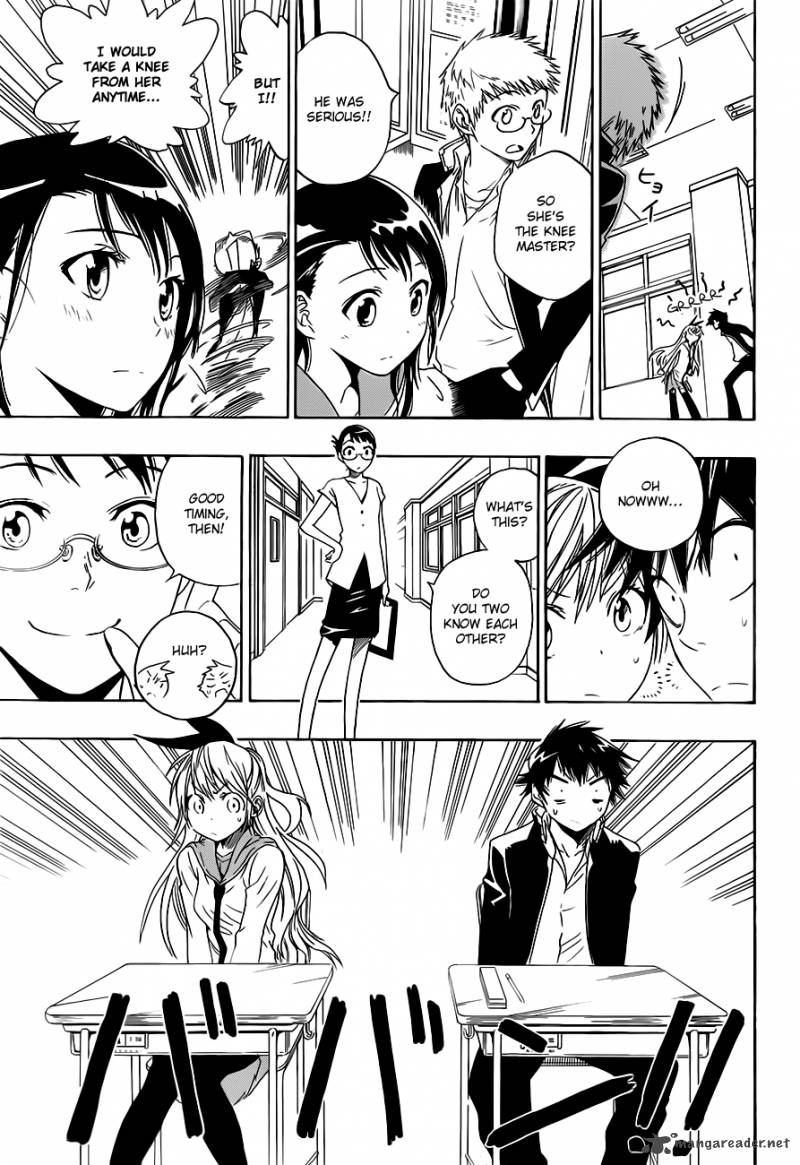 ヒョイ
GRRRR
SO
SHE'S
THE KNEE
MASTER?
HE WAS
SERIOUS!!
BUT
I!!
I WOULD
TAKE A KNEE
FROM HER
ANYTIME...
OH
NOWWW...
WHAT'S
THIS?
DO
YOU TWO
KNOW EACH
OTHER?
GOOD
TIMING,
THEN!
HUH?
ババン!!
mangareader.net